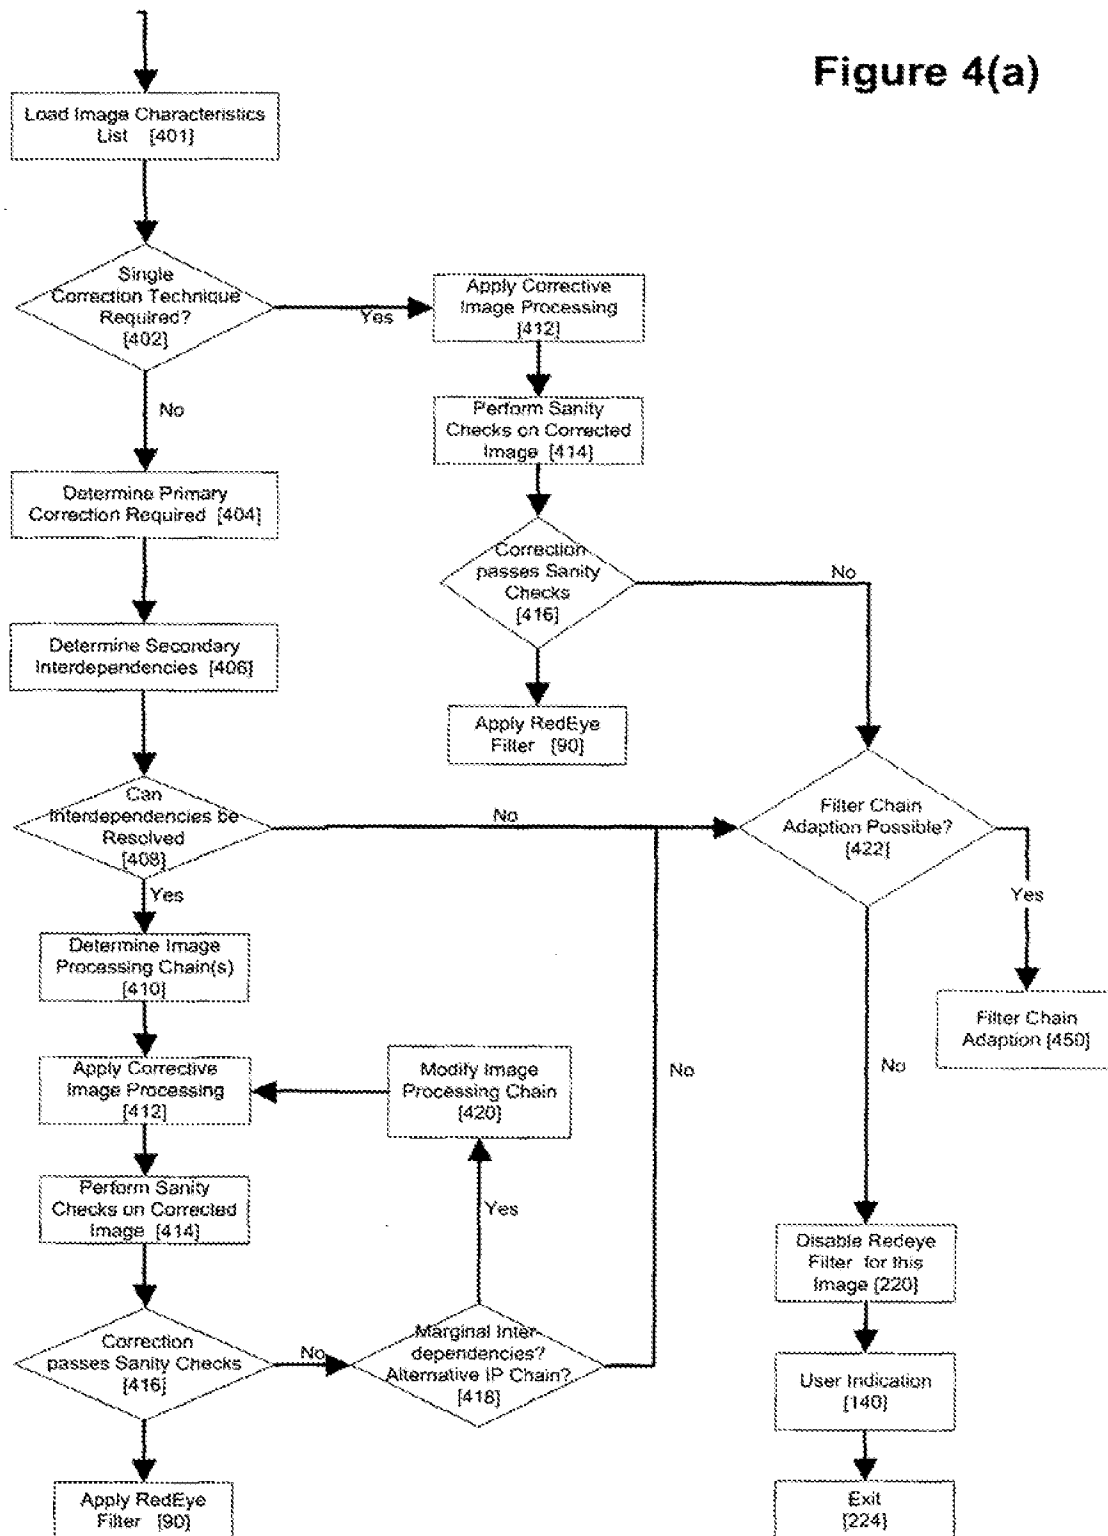 Figure 4(a)
Load Image Characteristics
List [401]
Single
Correction Technique
Required?
[402]
Yes
No
Apply Corrective
Image Processing
[412]
Perform Sanity
Checks on Corrected
Image [414]
Correction
passes Sanity
Checks
[416]
No
Apply RedEye
Filter [90]
Determine Primary
Correction Required [404]
Determine Secondary
Interdependencies [406]
Can
Interdependencies be
Resolved
[408]
No
Yes
Filter Chain
Adaption Possible?
[422]
Yes
No
Filter Chain
Adaption [450]
Determine Image
Processing Chain(s)
[410]
Apply Corrective
Image Processing
[412]
Modify Image
Processing Chain
[420]
No
Perform Sanity
Checks on Corrected
Image [414]
Yes
Correction
passes Sanity Checks
[416]
No
Marginal Inter-
dependencies?
Alternative IP Chain?
[418]
Apply RedEye
Filter [90]
Disable Redeye
Filter for this
Image [220]
User Indication
[140]
Exit
[224]